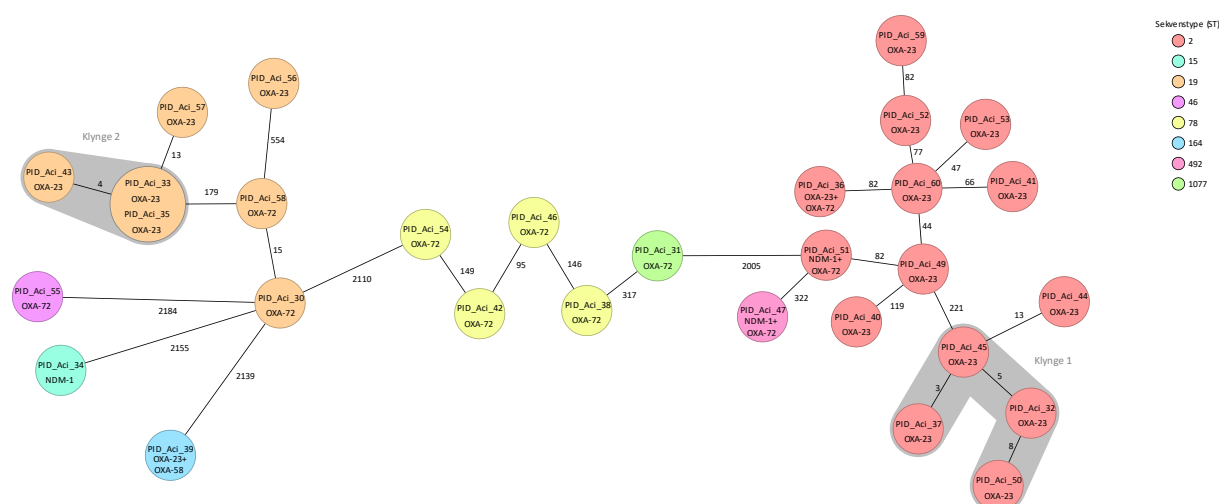 Sekvenstype (ST)
2
15
19
46
78
164
492
1077
PID_Aci_59
OXA-23
82
PID_Aci_52
OXA-23
77
PID_Aci_53
OXA-23
47
PID_Aci_60
OXA-23
66
PID_Aci_41
OXA-23
82
PID_Aci_36
OXA-23+
OXA-72
44
PID_Aci_56
OXA-23
554
PID_Aci_57
OXA-23
13
Klynge 2
PID_Aci_43
OXA-23
4
PID_Aci_33
OXA-23
PID_Aci_35
OXA-23
179
PID_Aci_58
OXA-72
15
PID_Aci_30
OXA-72
2110
PID_Aci_54
OXA-72
149
PID_Aci_42
OXA-72
95
PID_Aci_46
OXA-72
146
PID_Aci_38
OXA-72
317
PID_Aci_31
OXA-72
2005
PID_Aci_51
NDM-1+
OXA-72
82
PID_Aci_49
OXA-23
322
PID_Aci_47
NDM-1+
OXA-72
119
PID_Aci_40
OXA-23
221
PID_Aci_45
OXA-23
13
PID_Aci_44
OXA-23
Klynge 1
3
PID_Aci_37
OXA-23
5
PID_Aci_32
OXA-23
8
PID_Aci_50
OXA-23
PID_Aci_55
OXA-72
2184
PID_Aci_34
NDM-1
2155
2139
PID_Aci_39
OXA-23+
OXA-58